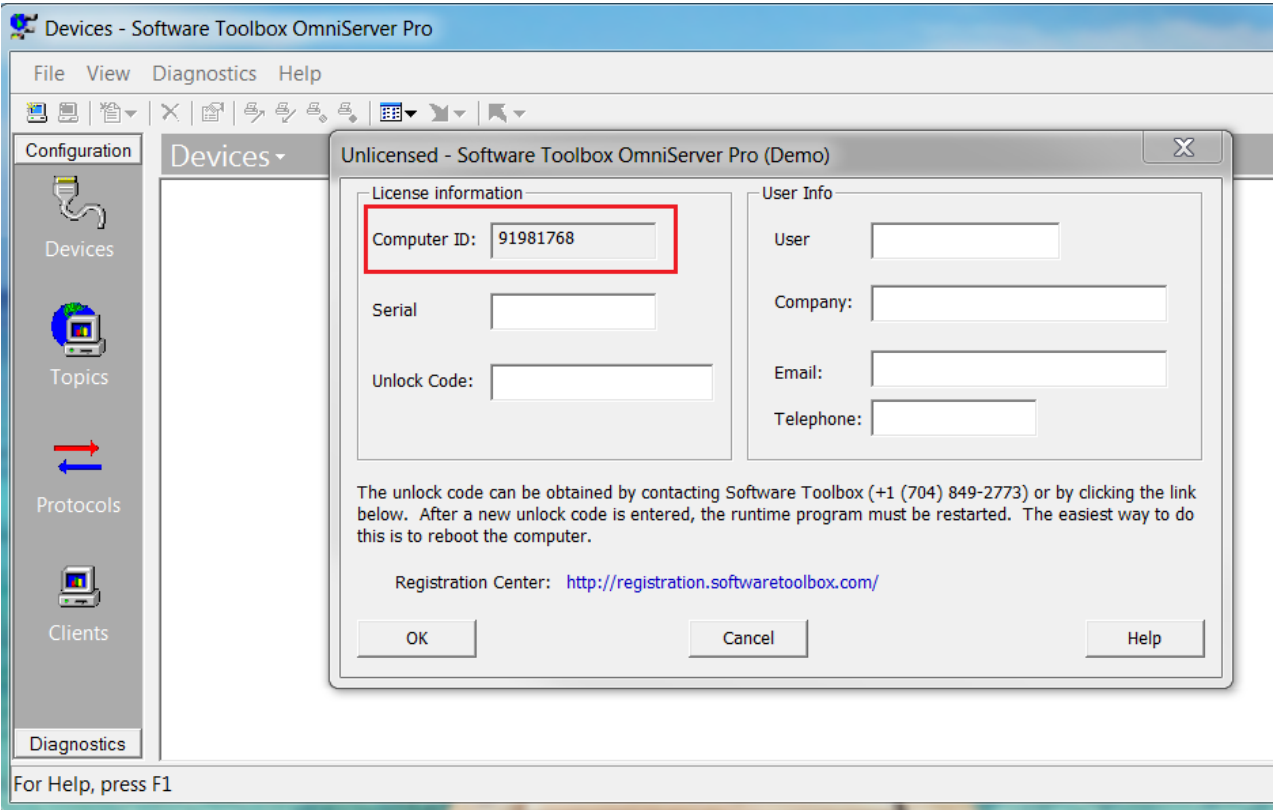 Devices - Software Toolbox OmniServer Pro
File View Diagnostics Help
Configuration
Devices
Devices
Topics
Protocols
Clients
Diagnostics
Unlicensed - Software Toolbox OmniServer Pro (Demo)
License information
Computer ID: 91981768
Serial
Unlock Code:
User Info
User
Company:
Email:
Telephone:
The unlock code can be obtained by contacting Software Toolbox (+1 (704) 849-2773) or by clicking the link
below. After a new unlock code is entered, the runtime program must be restarted. The easiest way to do
this is to reboot the computer.
Registration Center: http://registration.softwaretoolbox.com/
OK Cancel Help
For Help, press F1